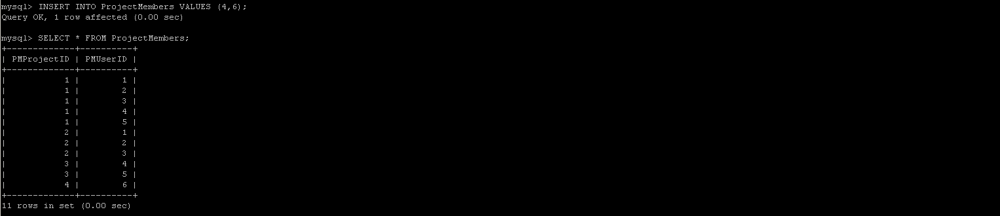 mysql> INSERT INTO ProjectMembers VALUES (4,6);
Query OK, 1 row affected (0.00 sec)

mysql> SELECT * FROM ProjectMembers;
+-------------+----------+
| PMProjectID | PMUserID |
+-------------+----------+
|           1 |        1 |
|           1 |        2 |
|           1 |        3 |
|           1 |        4 |
|           1 |        5 |
|           2 |        1 |
|           2 |        2 |
|           2 |        3 |
|           3 |        4 |
|           3 |        5 |
|           4 |        6 |
+-------------+----------+
11 rows in set (0.00 sec)